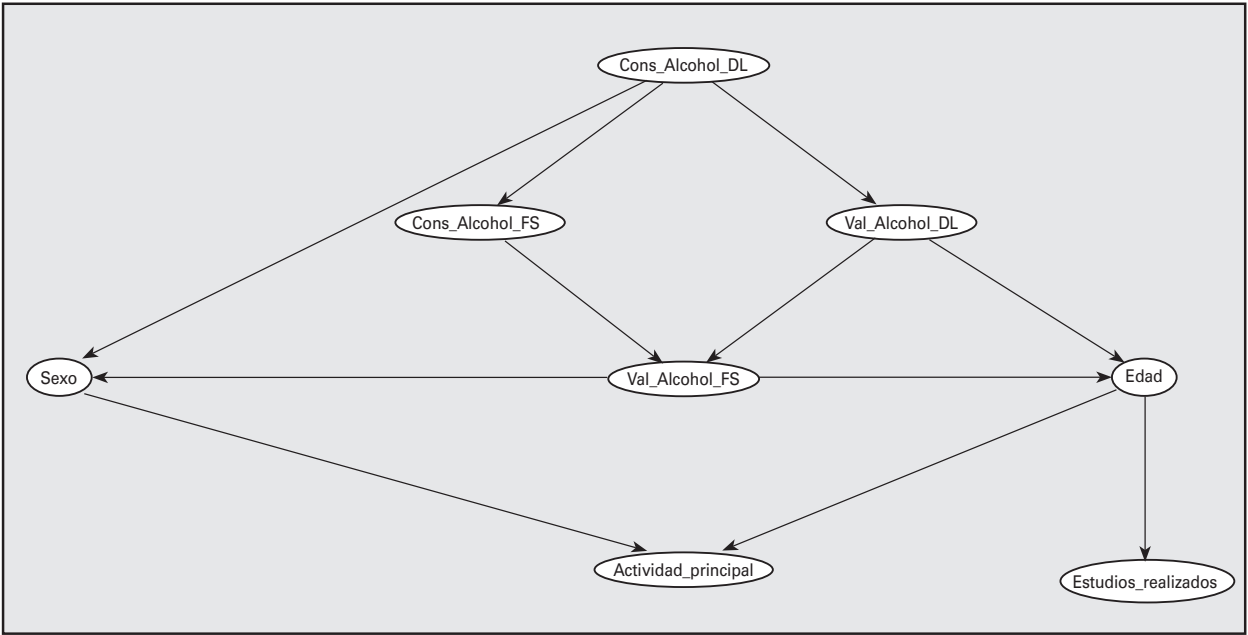 Cons_Alcohol_DL
Cons_Alcohol_FS
Val_Alcohol_DL
Sexo
Val_Alcohol_FS
Edad
Actividad_principal
Estudios_realizados